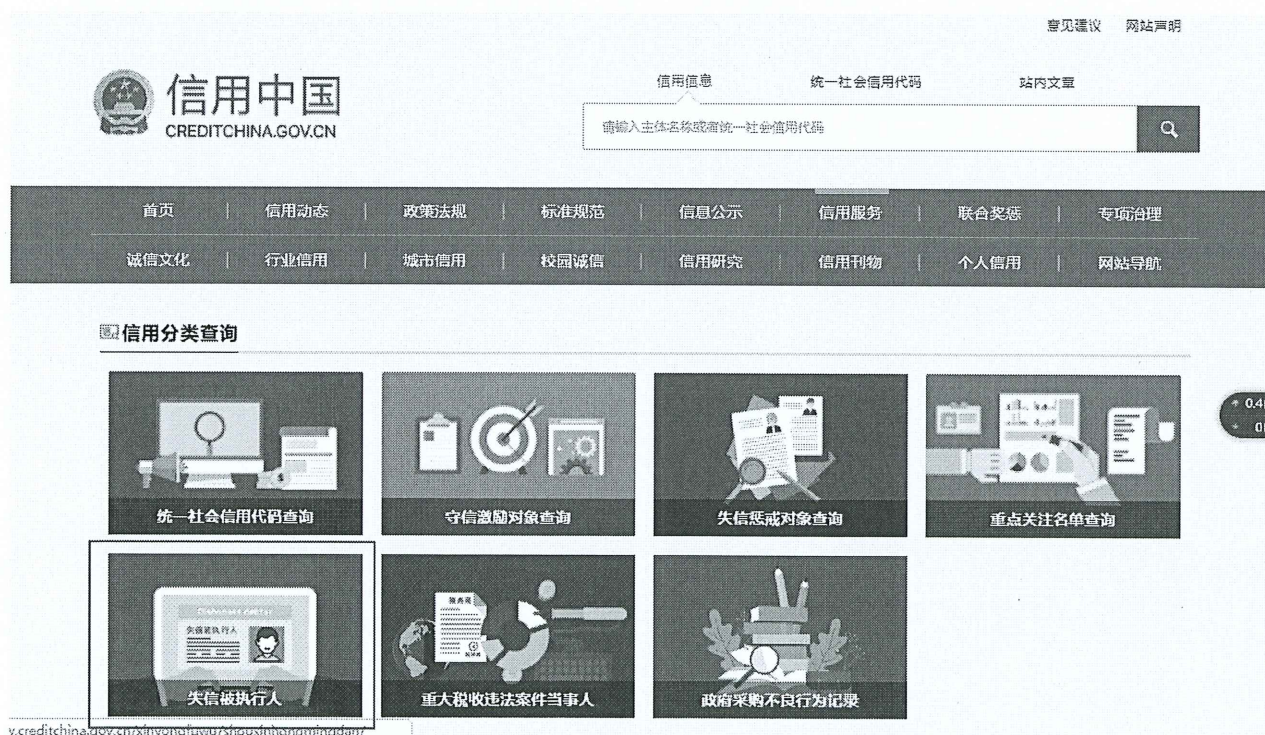 意见建议 网站声明
信用中国
CREDITCHINA.GOV.CN
信用信息 统一社会信用代码 站内文章
请输入主体名称或者统一社会信用代码
首页 信用动态 政策法规 标准规范 信息公示 信用服务 联合奖惩 专项治理
诚信文化 行业信用 城市信用 校园诚信 信用研究 信用刊物 个人信用 网站导航
信用分类查询
统一社会信用代码查询 守信激励对象查询 失信惩戒对象查询 重点关注名单查询
失信被执行人
税务局
失信被执行人 重大税收违法案件当事人 政府采购不良行为记录
v.creditchina.gov.cn/xinyongfuwu/shouxinhongmingdan/